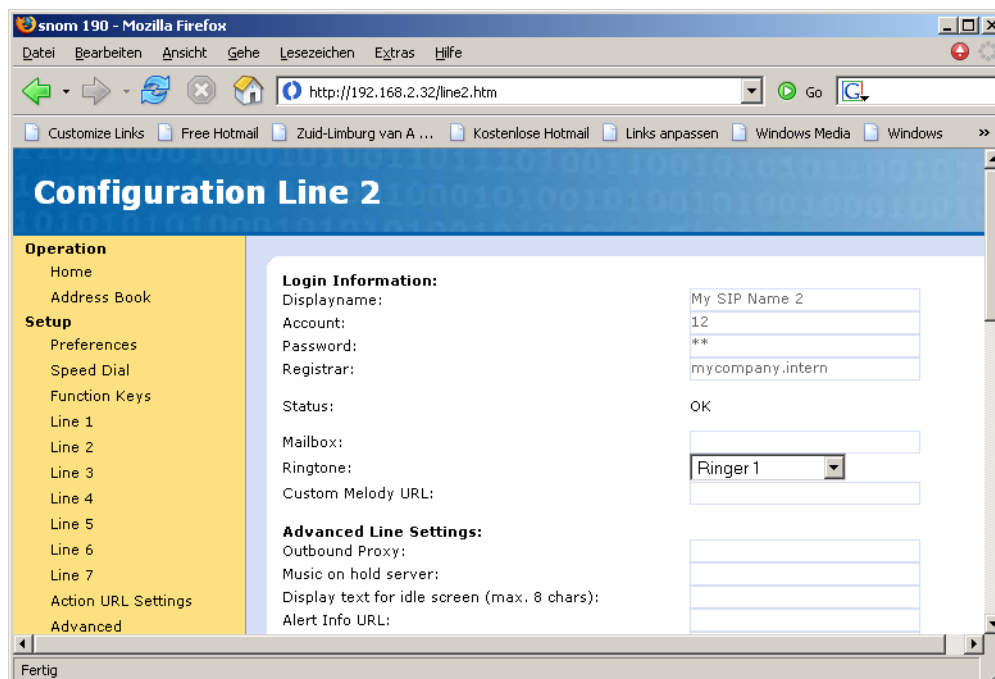 snom 190 - Mozilla Firefox
Datei Bearbeiten Ansicht Gehe Lesezeichen Extras Hilfe
http://192.168.2.32/line2.htm Go G
Customize Links Free Hotmail Zuid-Limburg van A ... Kostenlose Hotmail Links anpassen Windows Media Windows »
Configuration Line 2
Operation
Home
Address Book
Setup
Preferences
Speed Dial
Function Keys
Line 1
Line 2
Line 3
Line 4
Line 5
Line 6
Line 7
Action URL Settings
Advanced
Login Information:
Displayname: My SIP Name 2
Account: 12
Password: **
Registrar: mycompany.intern
Status: OK
Mailbox:
Ringtone: Ringer 1
Custom Melody URL:
Advanced Line Settings:
Outbound Proxy:
Music on hold server:
Display text for idle screen (max. 8 chars):
Alert Info URL:
Fertig